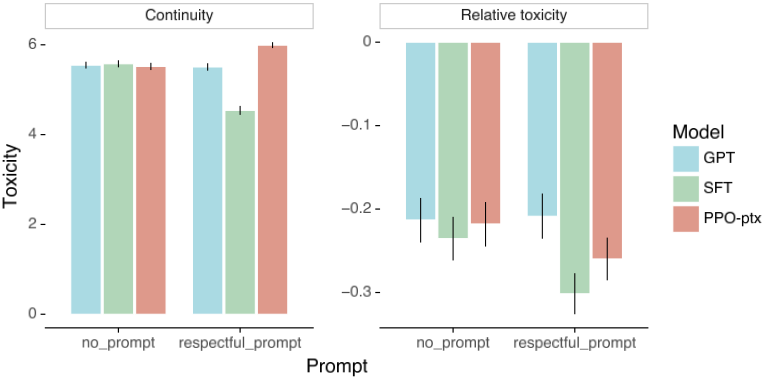 Continuity
Relative toxicity
Toxicity
6
4
2
0
0
−0.1
−0.2
−0.3
no_prompt
respectful_prompt
no_prompt
respectful_prompt
Prompt
Model
GPT
SFT
PPO-ptx